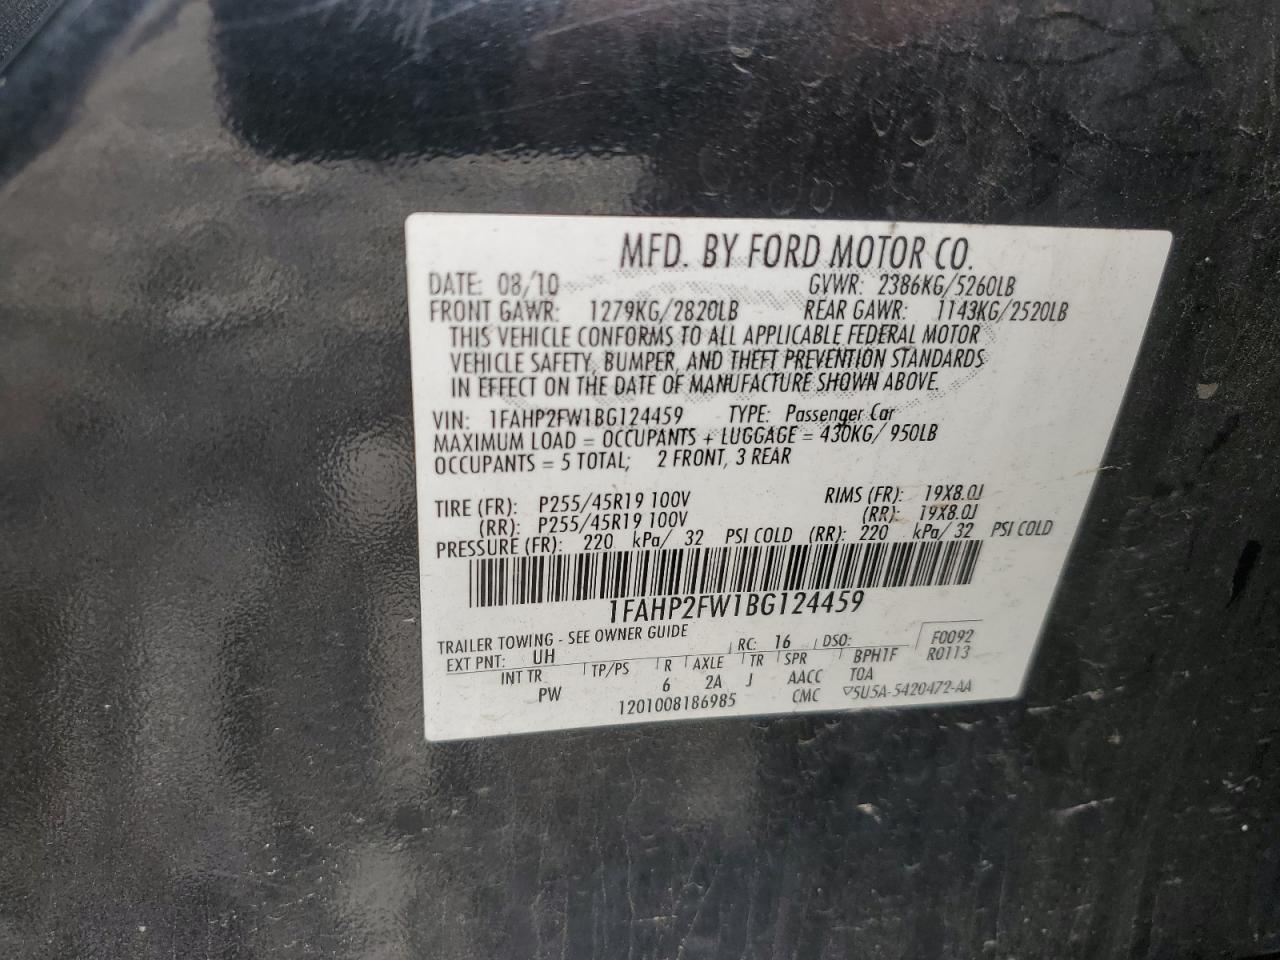 MFD. BY FORD MOTOR CO.
DATE: 08/10 GVWR: 2386KG/5260LB
FRONT GAWR: 1279KG/2820LB REAR GAWR: 1143KG/2520LB
THIS VEHICLE CONFORMS TO ALL APPLICABLE FEDERAL MOTOR
VEHICLE SAFETY, BUMPER, AND THEFT PREVENTION STANDARDS
IN EFFECT ON THE DATE OF MANUFACTURE SHOWN ABOVE.
VIN: 1FAHP2FW1BG124459 TYPE: Passenger Car
MAXIMUM LOAD = OCCUPANTS + LUGGAGE = 430KG/ 950LB
OCCUPANTS = 5 TOTAL; 2 FRONT, 3 REAR
TIRE (FR): P255/45R19 100V RIMS (FR): 19X8.0J
(RR): P255/45R19 100V (RR): 19X8.0J
PRESSURE (FR): 220 kPa/ 32 PSI COLD (RR): 220 kPa/ 32 PSI COLD
1FAHP2FW1BG124459
TRAILER TOWING - SEE OWNER GUIDE
EXT PNT: UH RC: 16 DSO: F0092
INT TR TP/PS R AXLE TR SPR BPH1F R0113
PW 6 2A J AACC TOA
1201008186985 CMC ▽5U5A-5420472-AA